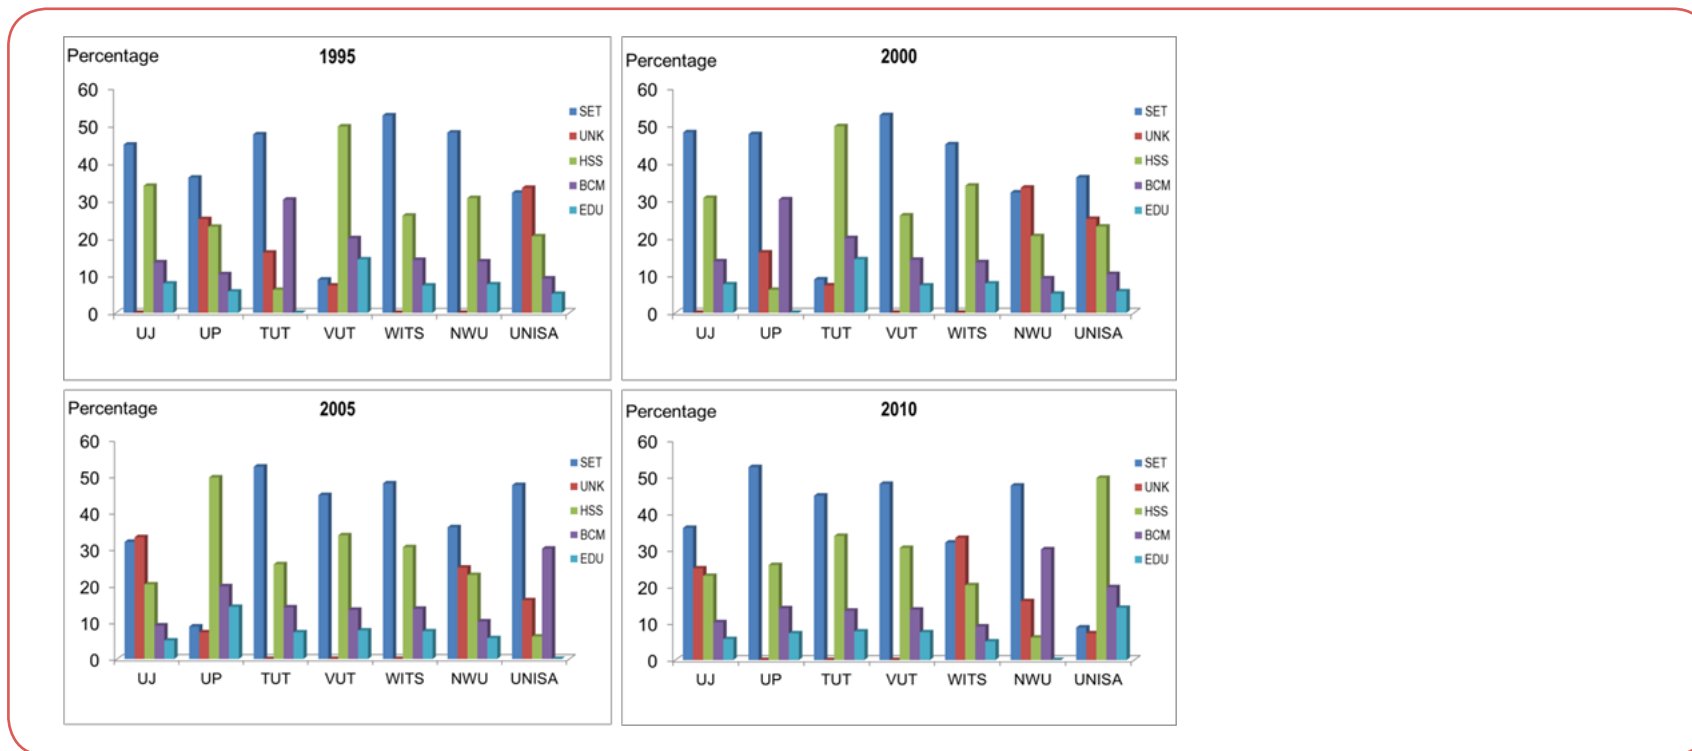 Percentage
1995
60
50
40
30
20
10
0
UJ UP TUT VUT WITS NWU UNISA
SET
UNK
HSS
BCM
EDU
Percentage
2000
60
50
40
30
20
10
0
UJ UP TUT VUT WITS NWU UNISA
SET
UNK
HSS
BCM
EDU
Percentage
2005
60
50
40
30
20
10
0
UJ UP TUT VUT WITS NWU UNISA
SET
UNK
HSS
BCM
EDU
Percentage
2010
60
50
40
30
20
10
0
UJ UP TUT VUT WITS NWU UNISA
SET
UNK
HSS
BCM
EDU